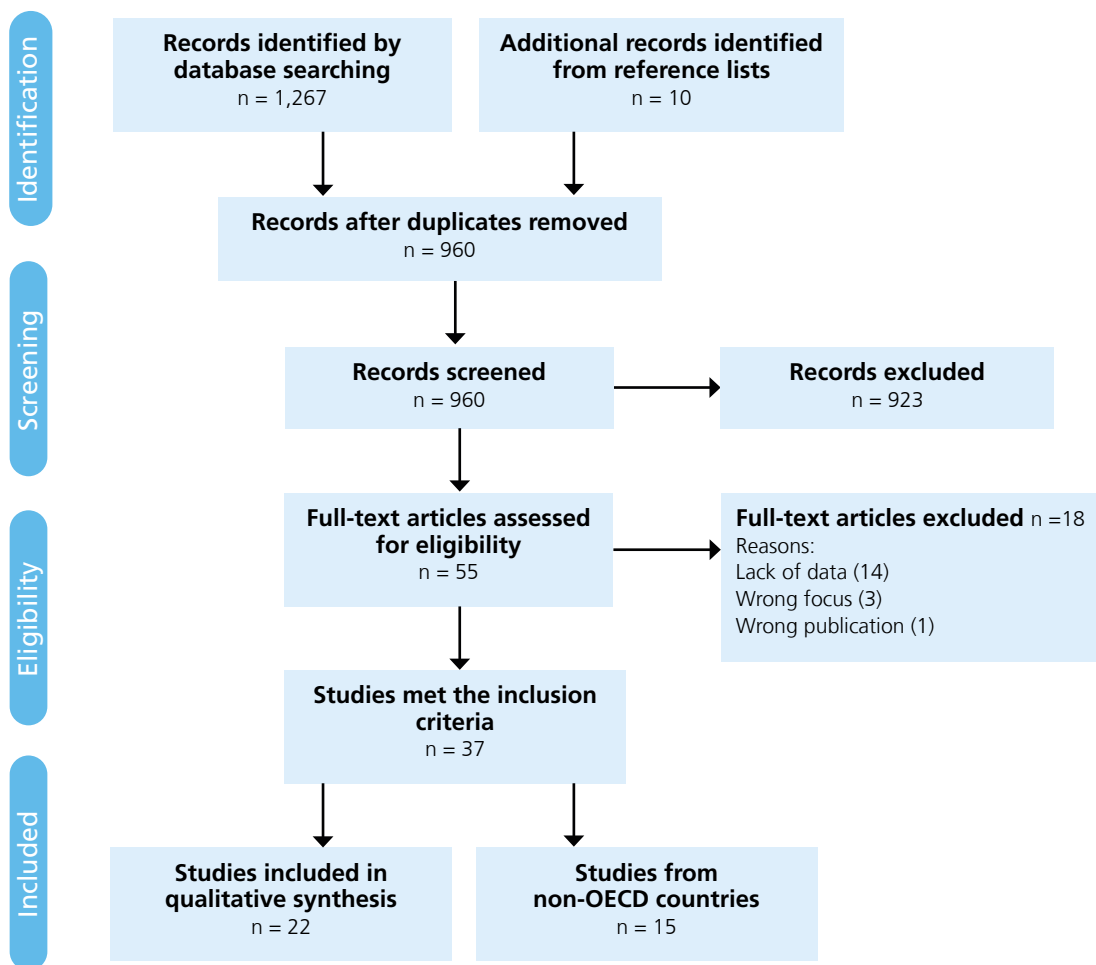 Identification
Records identified by
database searching
n = 1,267
Additional records identified
from reference lists
n = 10
Records after duplicates removed
n = 960
Screening
Records screened
n = 960
Records excluded
n = 923
Eligibility
Full-text articles assessed
for eligibility
n = 55
Full-text articles excluded n =18
Reasons:
Lack of data (14)
Wrong focus (3)
Wrong publication (1)
Studies met the inclusion
criteria
n = 37
Included
Studies included in
qualitative synthesis
n = 22
Studies from
non-OECD countries
n = 15